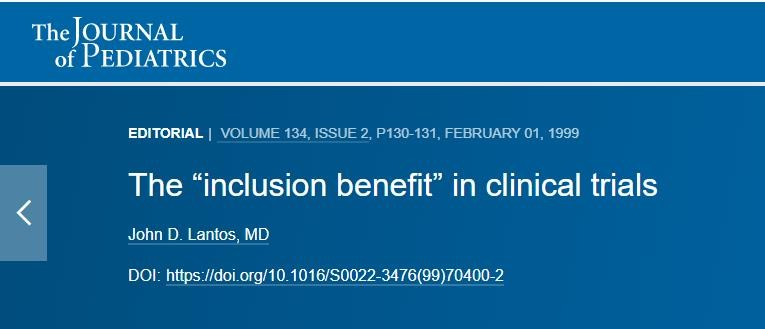 The JOURNAL
of PEDIATRICS
EDITORIAL | VOLUME 134, ISSUE 2, P130-131, FEBRUARY 01, 1999
The “inclusion benefit” in clinical trials
John D. Lantos, MD
DOI: https://doi.org/10.1016/S0022-3476(99)70400-2